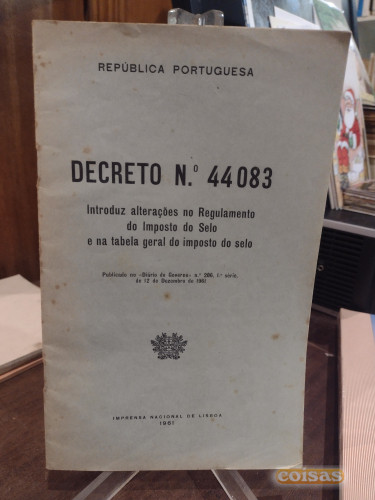 REPÚBLICA PORTUGUESA
DECRETO N.º 44083
Introduz alterações no Regulamento
do Imposto do Selo
e na tabela geral do imposto do selo
Publicado no «Diário do Governo» n.º 286, 1.ª série,
de 12 de Dezembro de 1961
IMPRENSA NACIONAL DE LISBOA
1961
coisas